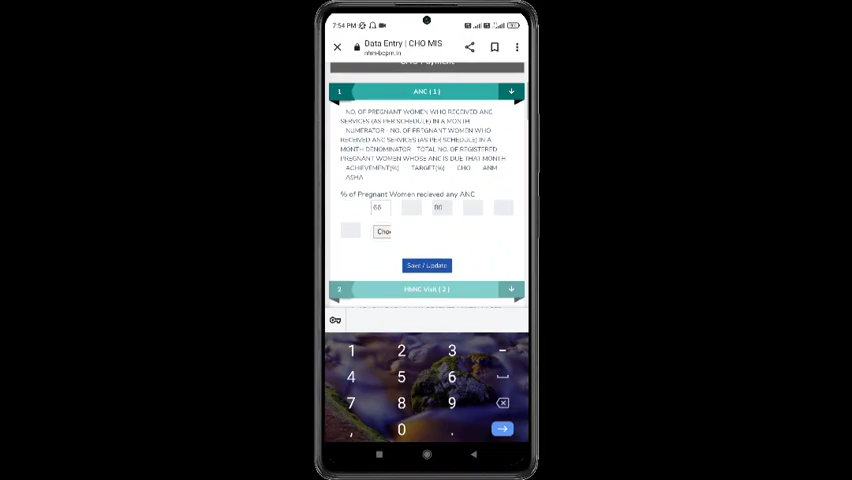 7:54 PM
Data Entry | CHO MIS
CHO Payment
1 ANC ( 1 )
NO. OF PREGNANT WOMEN WHO RECEIVED ANC
SERVICES (AS PER SCHEDULE) IN A MONTH
NUMERATOR - NO. OF PREGNANT WOMEN WHO
RECEIVED ANC SERVICES (AS PER SCHEDULE) IN A
MONTH DENOMINATOR - TOTAL NO. OF REGISTERED
PREGNANT WOMEN WHOSE ANC IS DUE THAT MONTH
ACHIEVEMENT(%) TARGET(%) CHO ANM
ASHA
% of Pregnant Women recieved any ANC
66 80
Choo
Save / Update
2 HbNC Visit ( 2 )
1 2 3 -
4 5 6
7 8 9
, 0 .